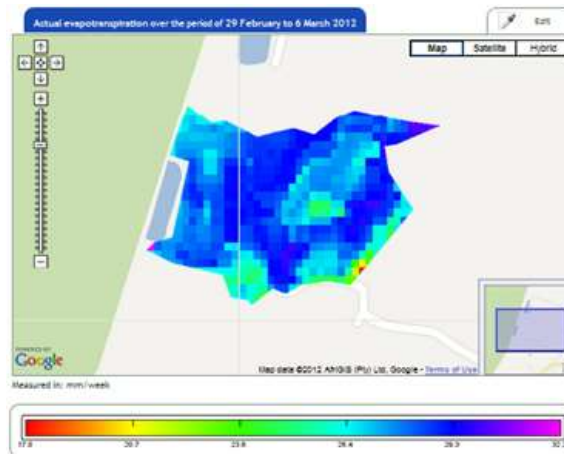 Actual evapotranspiration over the period of 29 February to 6 March 2012
Edit
Map Satellite Hybrid
POWERED BY
Google
Map data ©2012 AfriGIS (Pty) Ltd, Google - Terms of Use
Measured in: mm/week
17.8 20.7 23.6 26.4 29.3